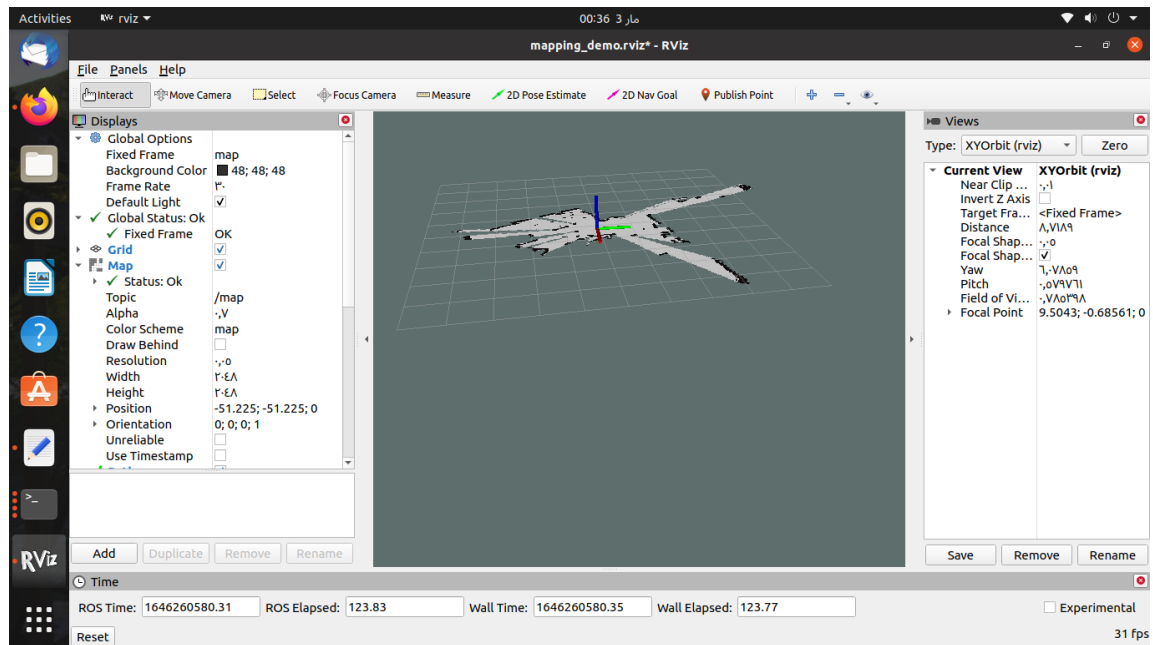 Activities RViz rviz 00:36 3 مار
mapping_demo.rviz* - RViz
File Panels Help
Interact Move Camera Select Focus Camera Measure 2D Pose Estimate 2D Nav Goal Publish Point
Displays
Global Options
Fixed Frame map
Background Color 48; 48; 48
Frame Rate ٣٠
Default Light
Global Status: Ok
Fixed Frame OK
Grid
Map
Status: Ok
Topic /map
Alpha ٠,٧
Color Scheme map
Draw Behind
Resolution ٠,٠٥
Width ٢٠٤٨
Height ٢٠٤٨
Position -51.225; -51.225; 0
Orientation 0; 0; 0; 1
Unreliable
Use Timestamp
Add Duplicate Remove Rename
Views
Type: XYOrbit (rviz) Zero
Current View XYOrbit (rviz)
Near Clip ... ٠,٠١
Invert Z Axis
Target Fra... <Fixed Frame>
Distance ٨,٧١٨٩
Focal Shap... ٠,٠٥
Focal Shap...
Yaw ٦,٠٧٨٥٩
Pitch ٠,٥٧٩٧٦١
Field of Vi... ٠,٧٨٥٣٩٨
Focal Point 9.5043; -0.68561; 0
Save Remove Rename
Time
ROS Time: 1646260580.31 ROS Elapsed: 123.83 Wall Time: 1646260580.35 Wall Elapsed: 123.77 Experimental
Reset 31 fps
RViz